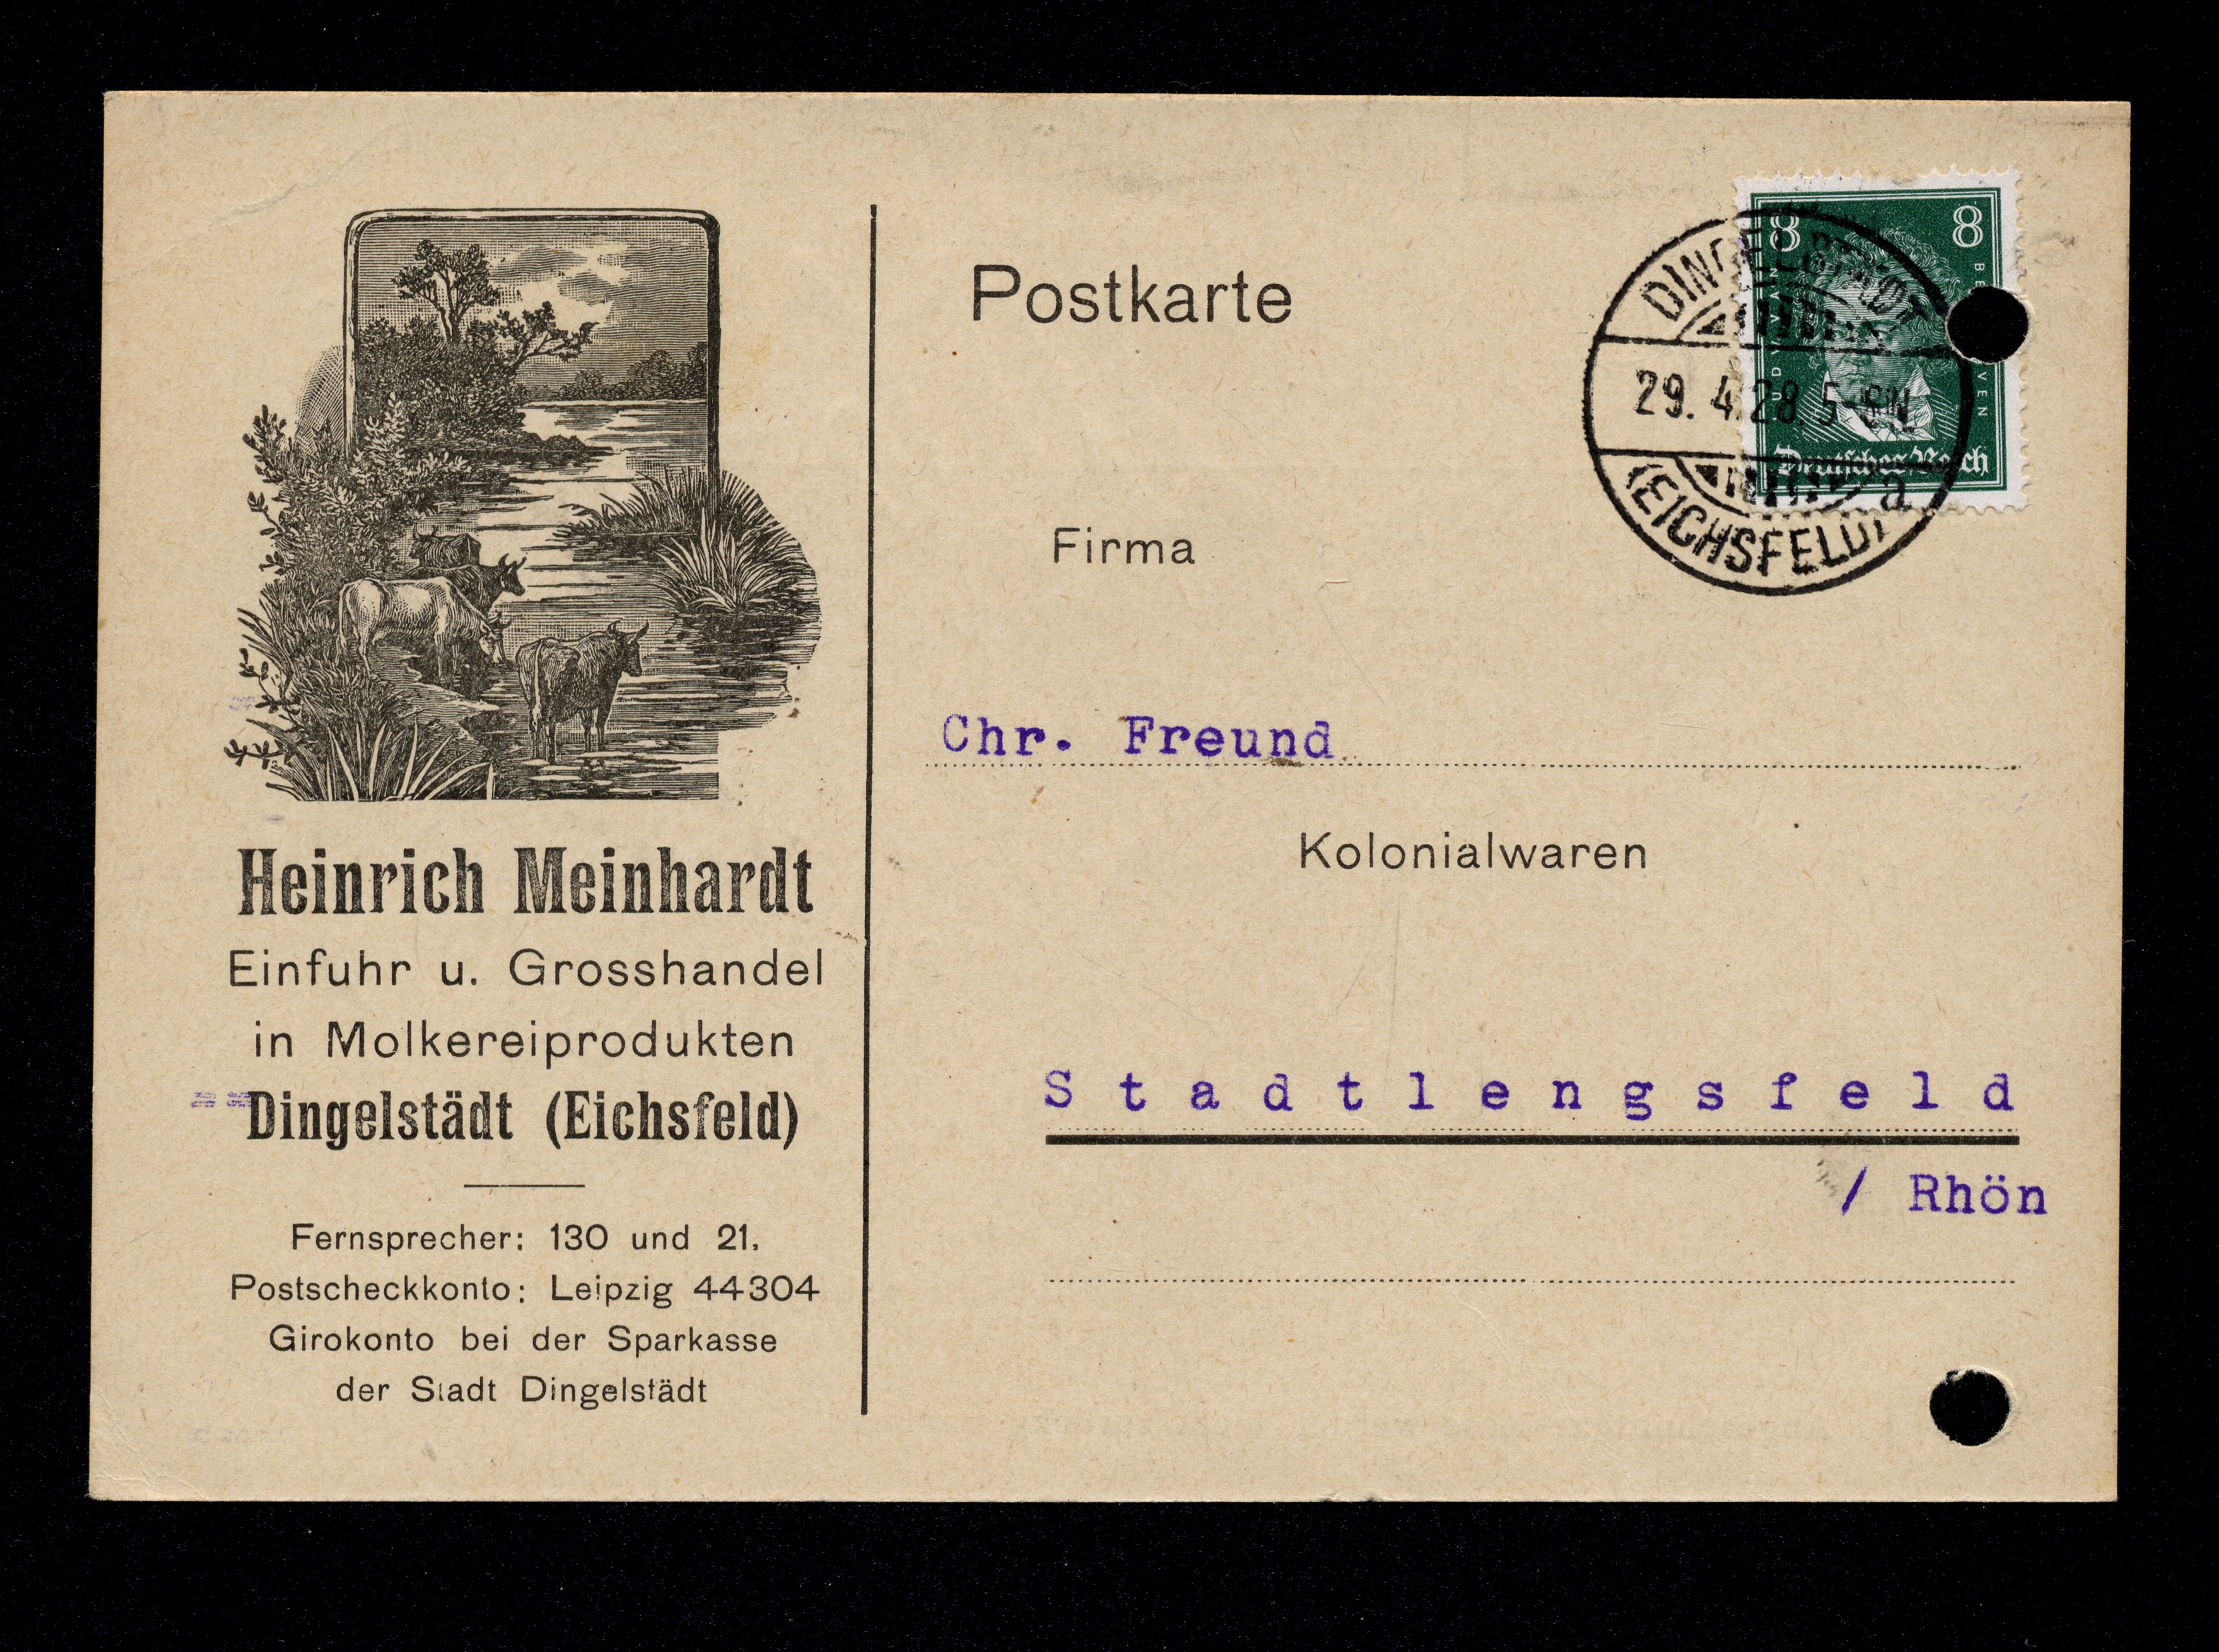 Heinrich Meinhardt
Einfuhr u. Grosshandel
in Molkereiprodukten
Dingelstädt (Eichsfeld)
Fernsprecher: 130 und 21.
Postscheckkonto: Leipzig 44304
Girokonto bei der Sparkasse
der Stadt Dingelstädt
Postkarte
Firma
Chr. Freund
Kolonialwaren
Stadtlengsfeld
/ Rhön
8 8
Deutsches Reich
DINGELSTÄDT
29. 4. 28. 5-8 N.
a
(EICHSFELD)